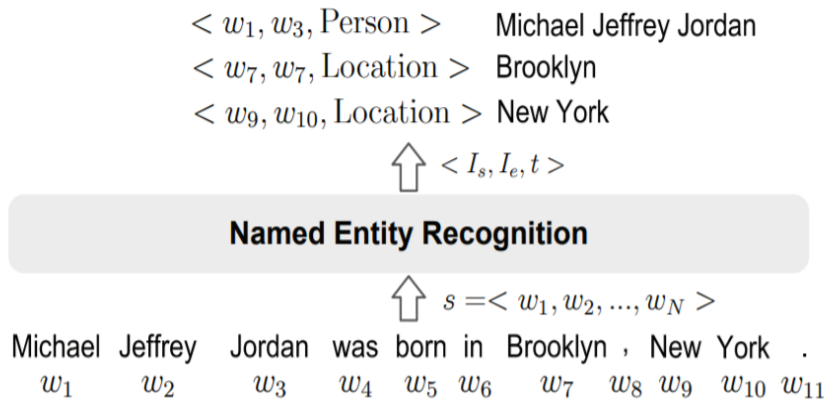 < w₁, w₃, Person > Michael Jeffrey Jordan
< w₇, w₇, Location > Brooklyn
< w₉, w₁₀, Location > New York
< Iₛ, Iₑ, t >
Named Entity Recognition
s =< w₁, w₂, ..., w_N >
Michael Jeffrey Jordan was born in Brooklyn , New York .
w₁ w₂ w₃ w₄ w₅ w₆ w₇ w₈ w₉ w₁₀ w₁₁